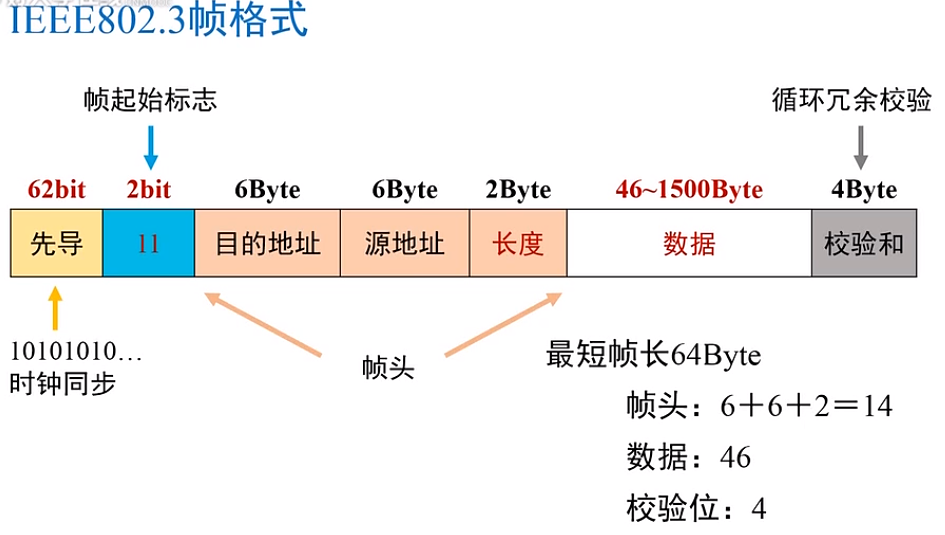 IEEE802.3帧格式
帧起始标志
循环冗余校验
62bit 2bit 6Byte 6Byte 2Byte 46~1500Byte 4Byte
先导 11 目的地址 源地址 长度 数据 校验和
10101010…
时钟同步
帧头
最短帧长64Byte
帧头：6＋6＋2＝14
数据：46
校验位：4